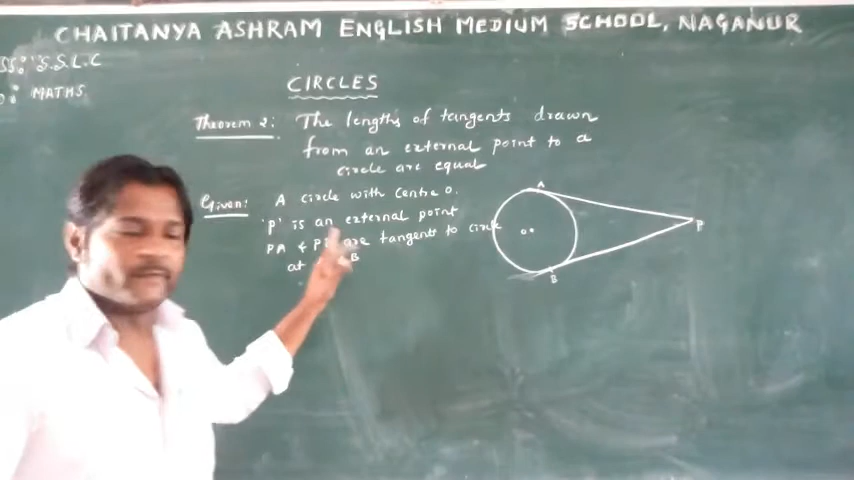 CHAITANYA ASHRAM ENGLISH MEDIUM SCHOOL, NAGANUR
S.S.L.C
MATHS
CIRCLES
Theorem 2: The lengths of tangents drawn
from an external point to a
circle are equal
Given: A circle with Centre O.
'P' is an external point
PA & are tangents to circle
at B
A
P
O
B